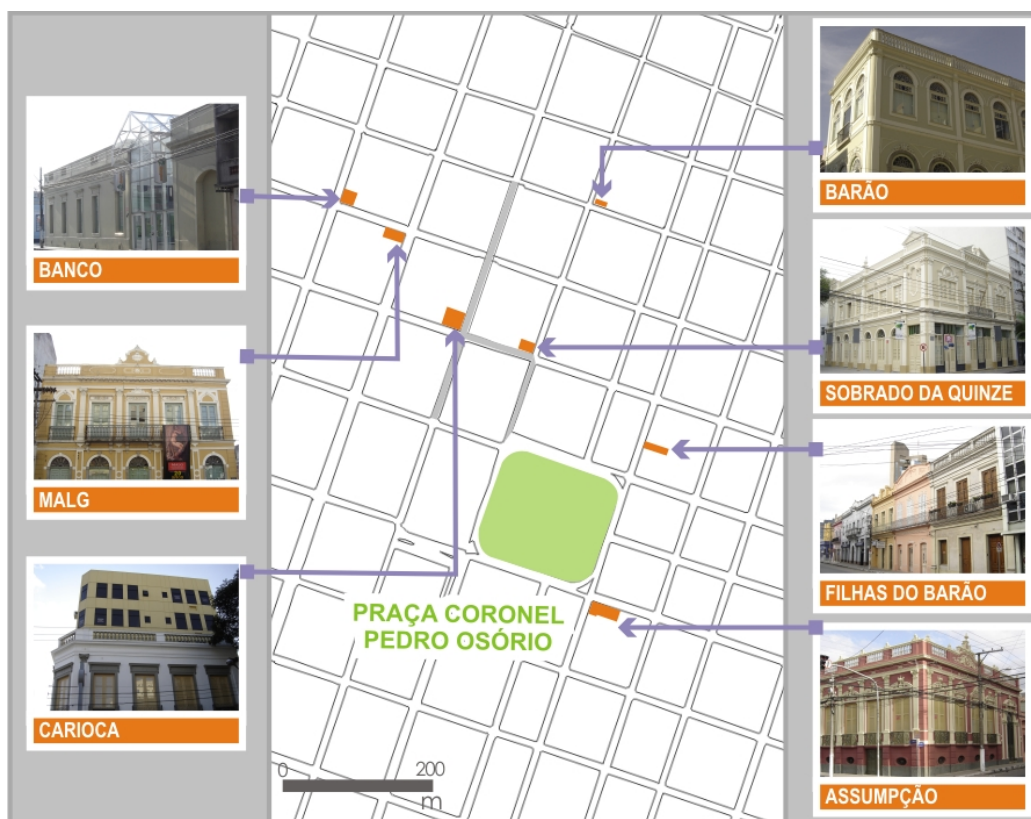 BANCO
MALG
CARIOCA
PRAÇA CORONEL
PEDRO OSÓRIO
0 200
m
BARÃO
SOBRADO DA QUINZE
FILHAS DO BARÃO
ASSUMPÇÃO